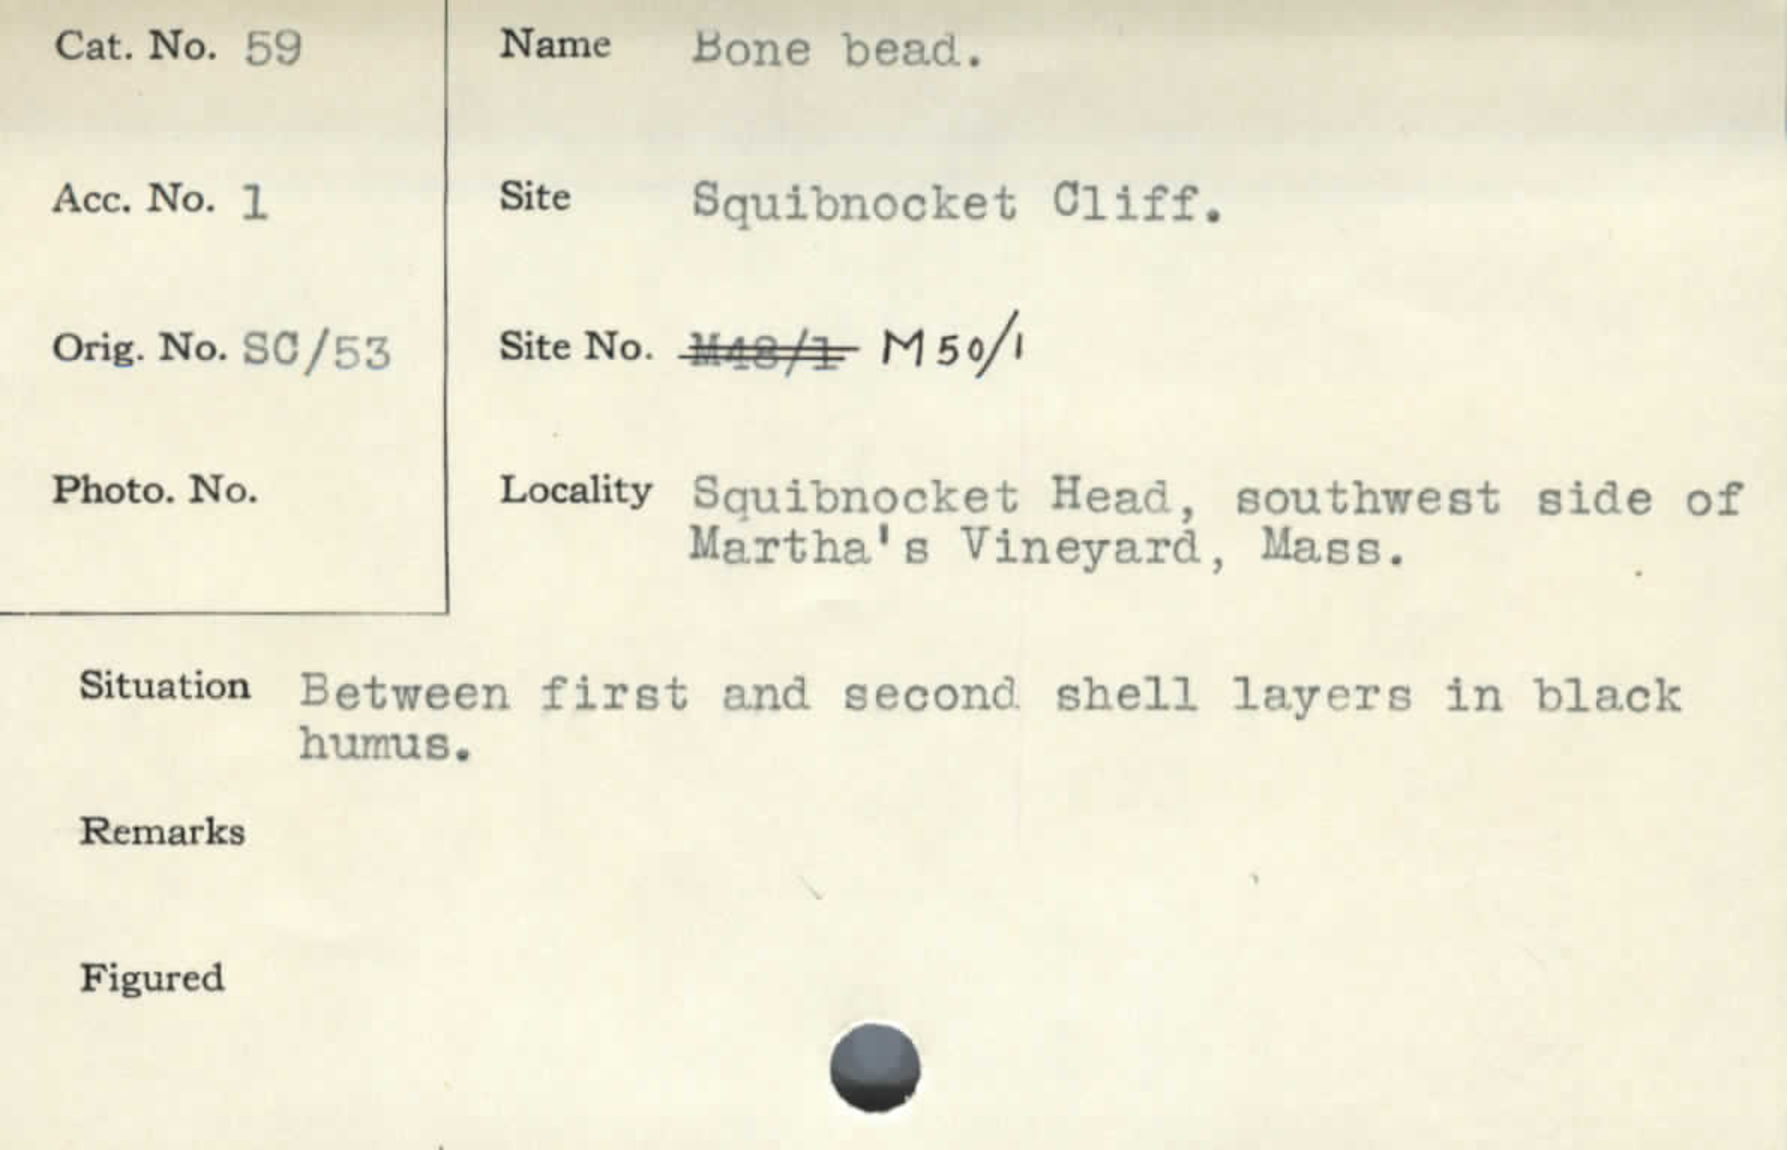 Cat. No. 59
Name Bone bead.
Acc. No. 1
Site Squibnocket Cliff.
Orig. No. SC/53
Site No. M48/1 M50/1
Photo. No.
Locality Squibnocket Head, southwest side of
Martha's Vineyard, Mass.
Situation Between first and second shell layers in black
humus.
Remarks
Figured